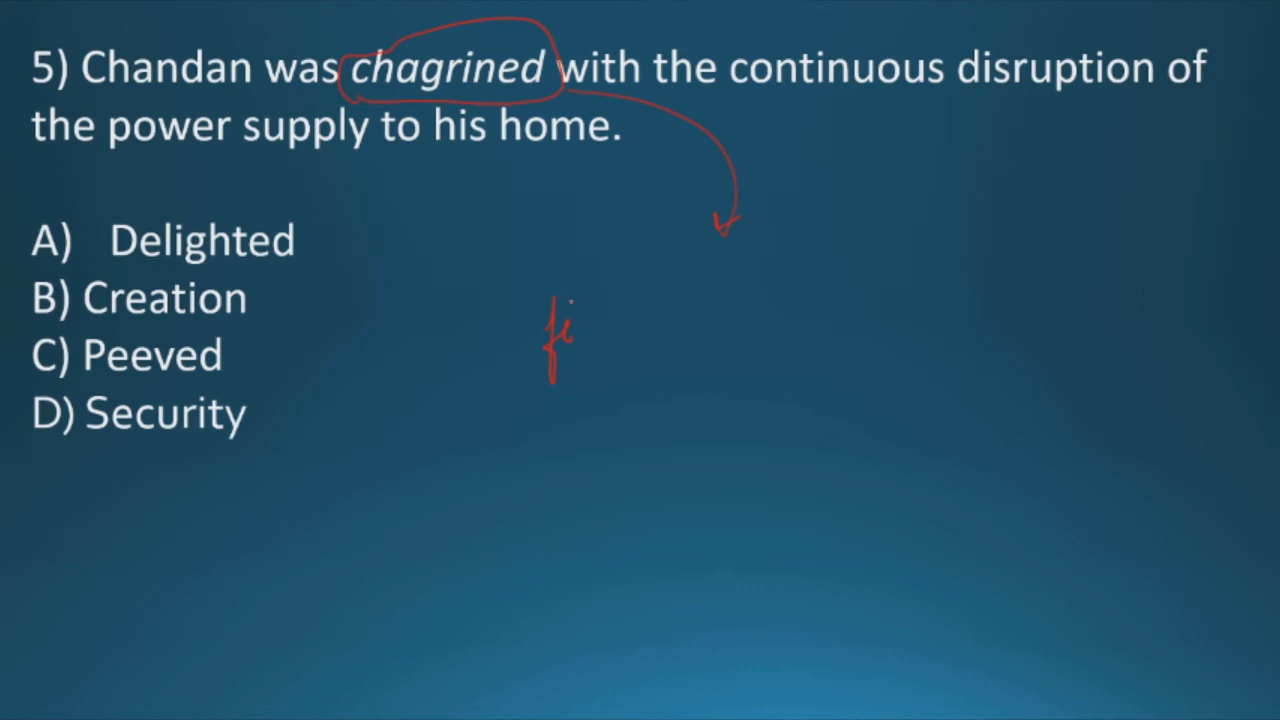 5) Chandan was chagrined with the continuous disruption of
the power supply to his home.
A) Delighted
B) Creation
C) Peeved
D) Security
fi